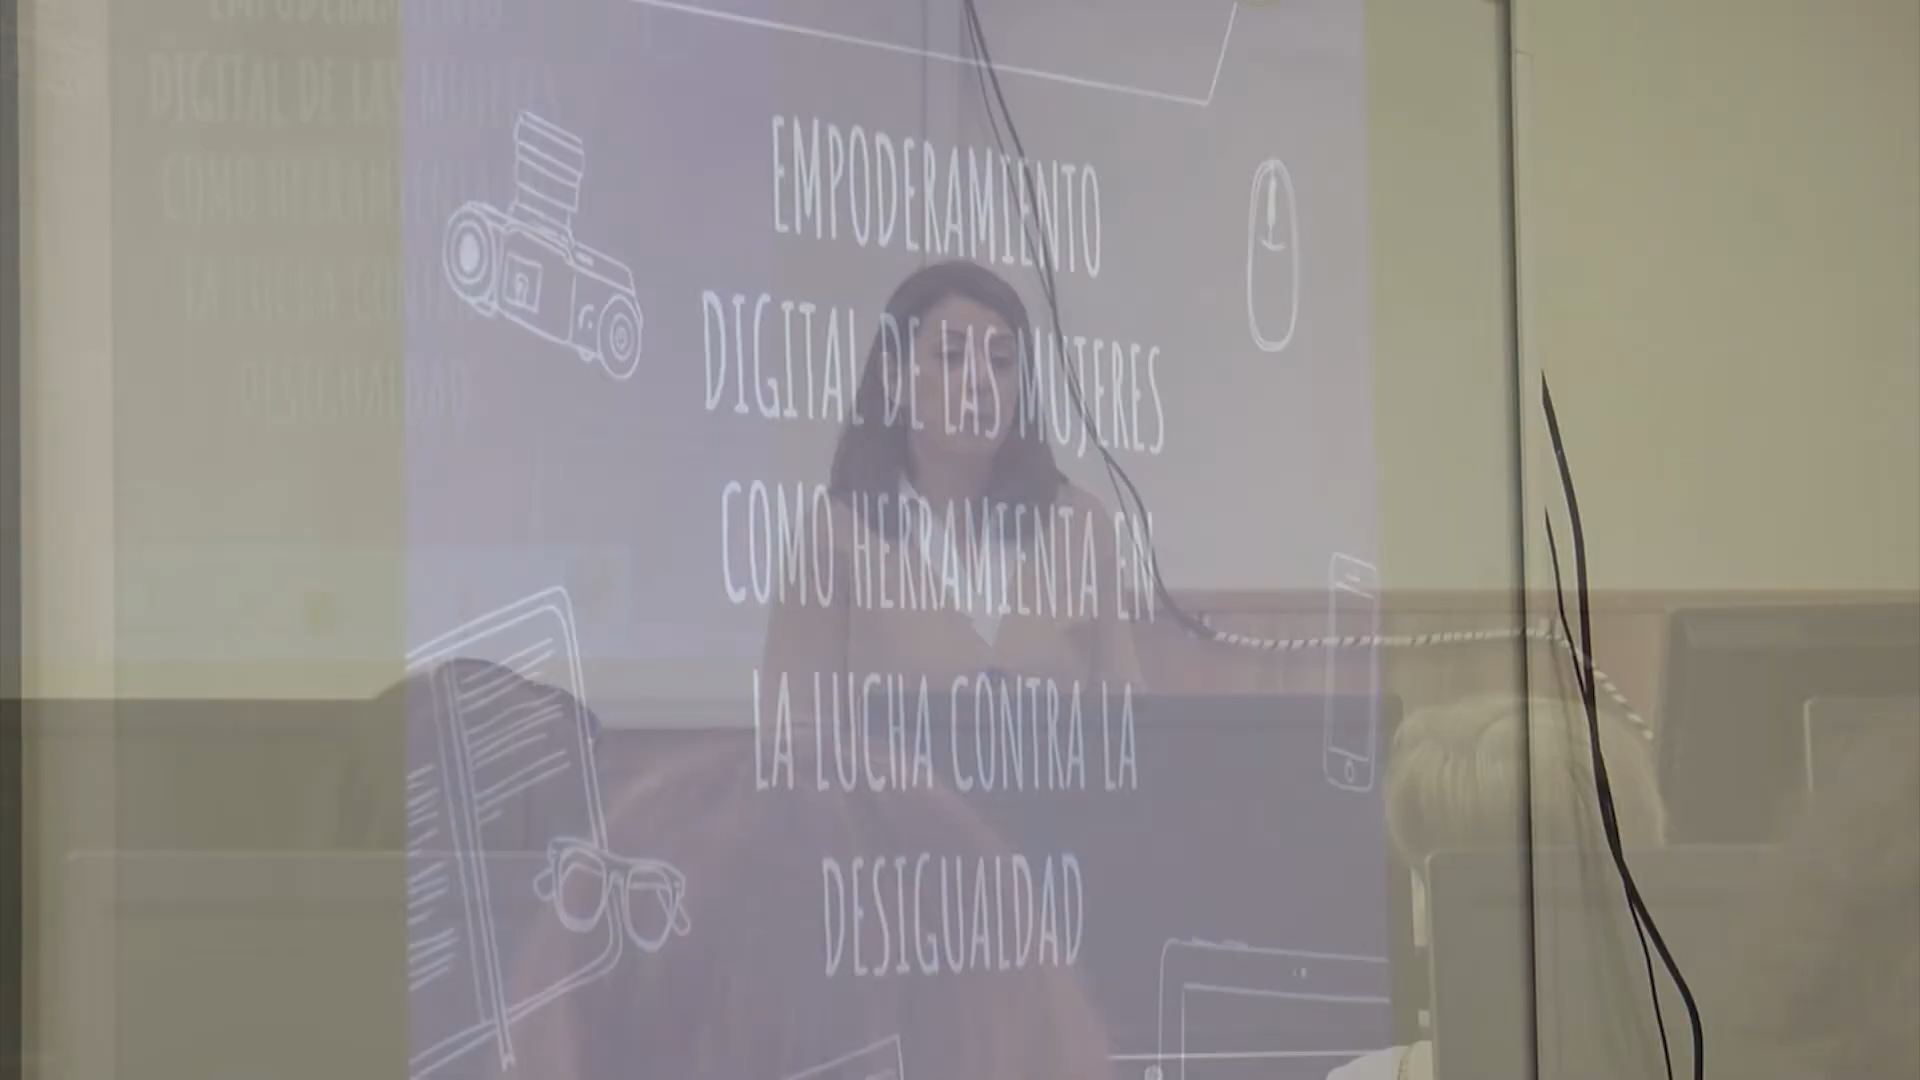 EMPODERAMIENTO
DIGITAL DE LAS MUJERES
COMO HERRAMIENTA EN
LA LUCHA CONTRA LA
DESIGUALDAD